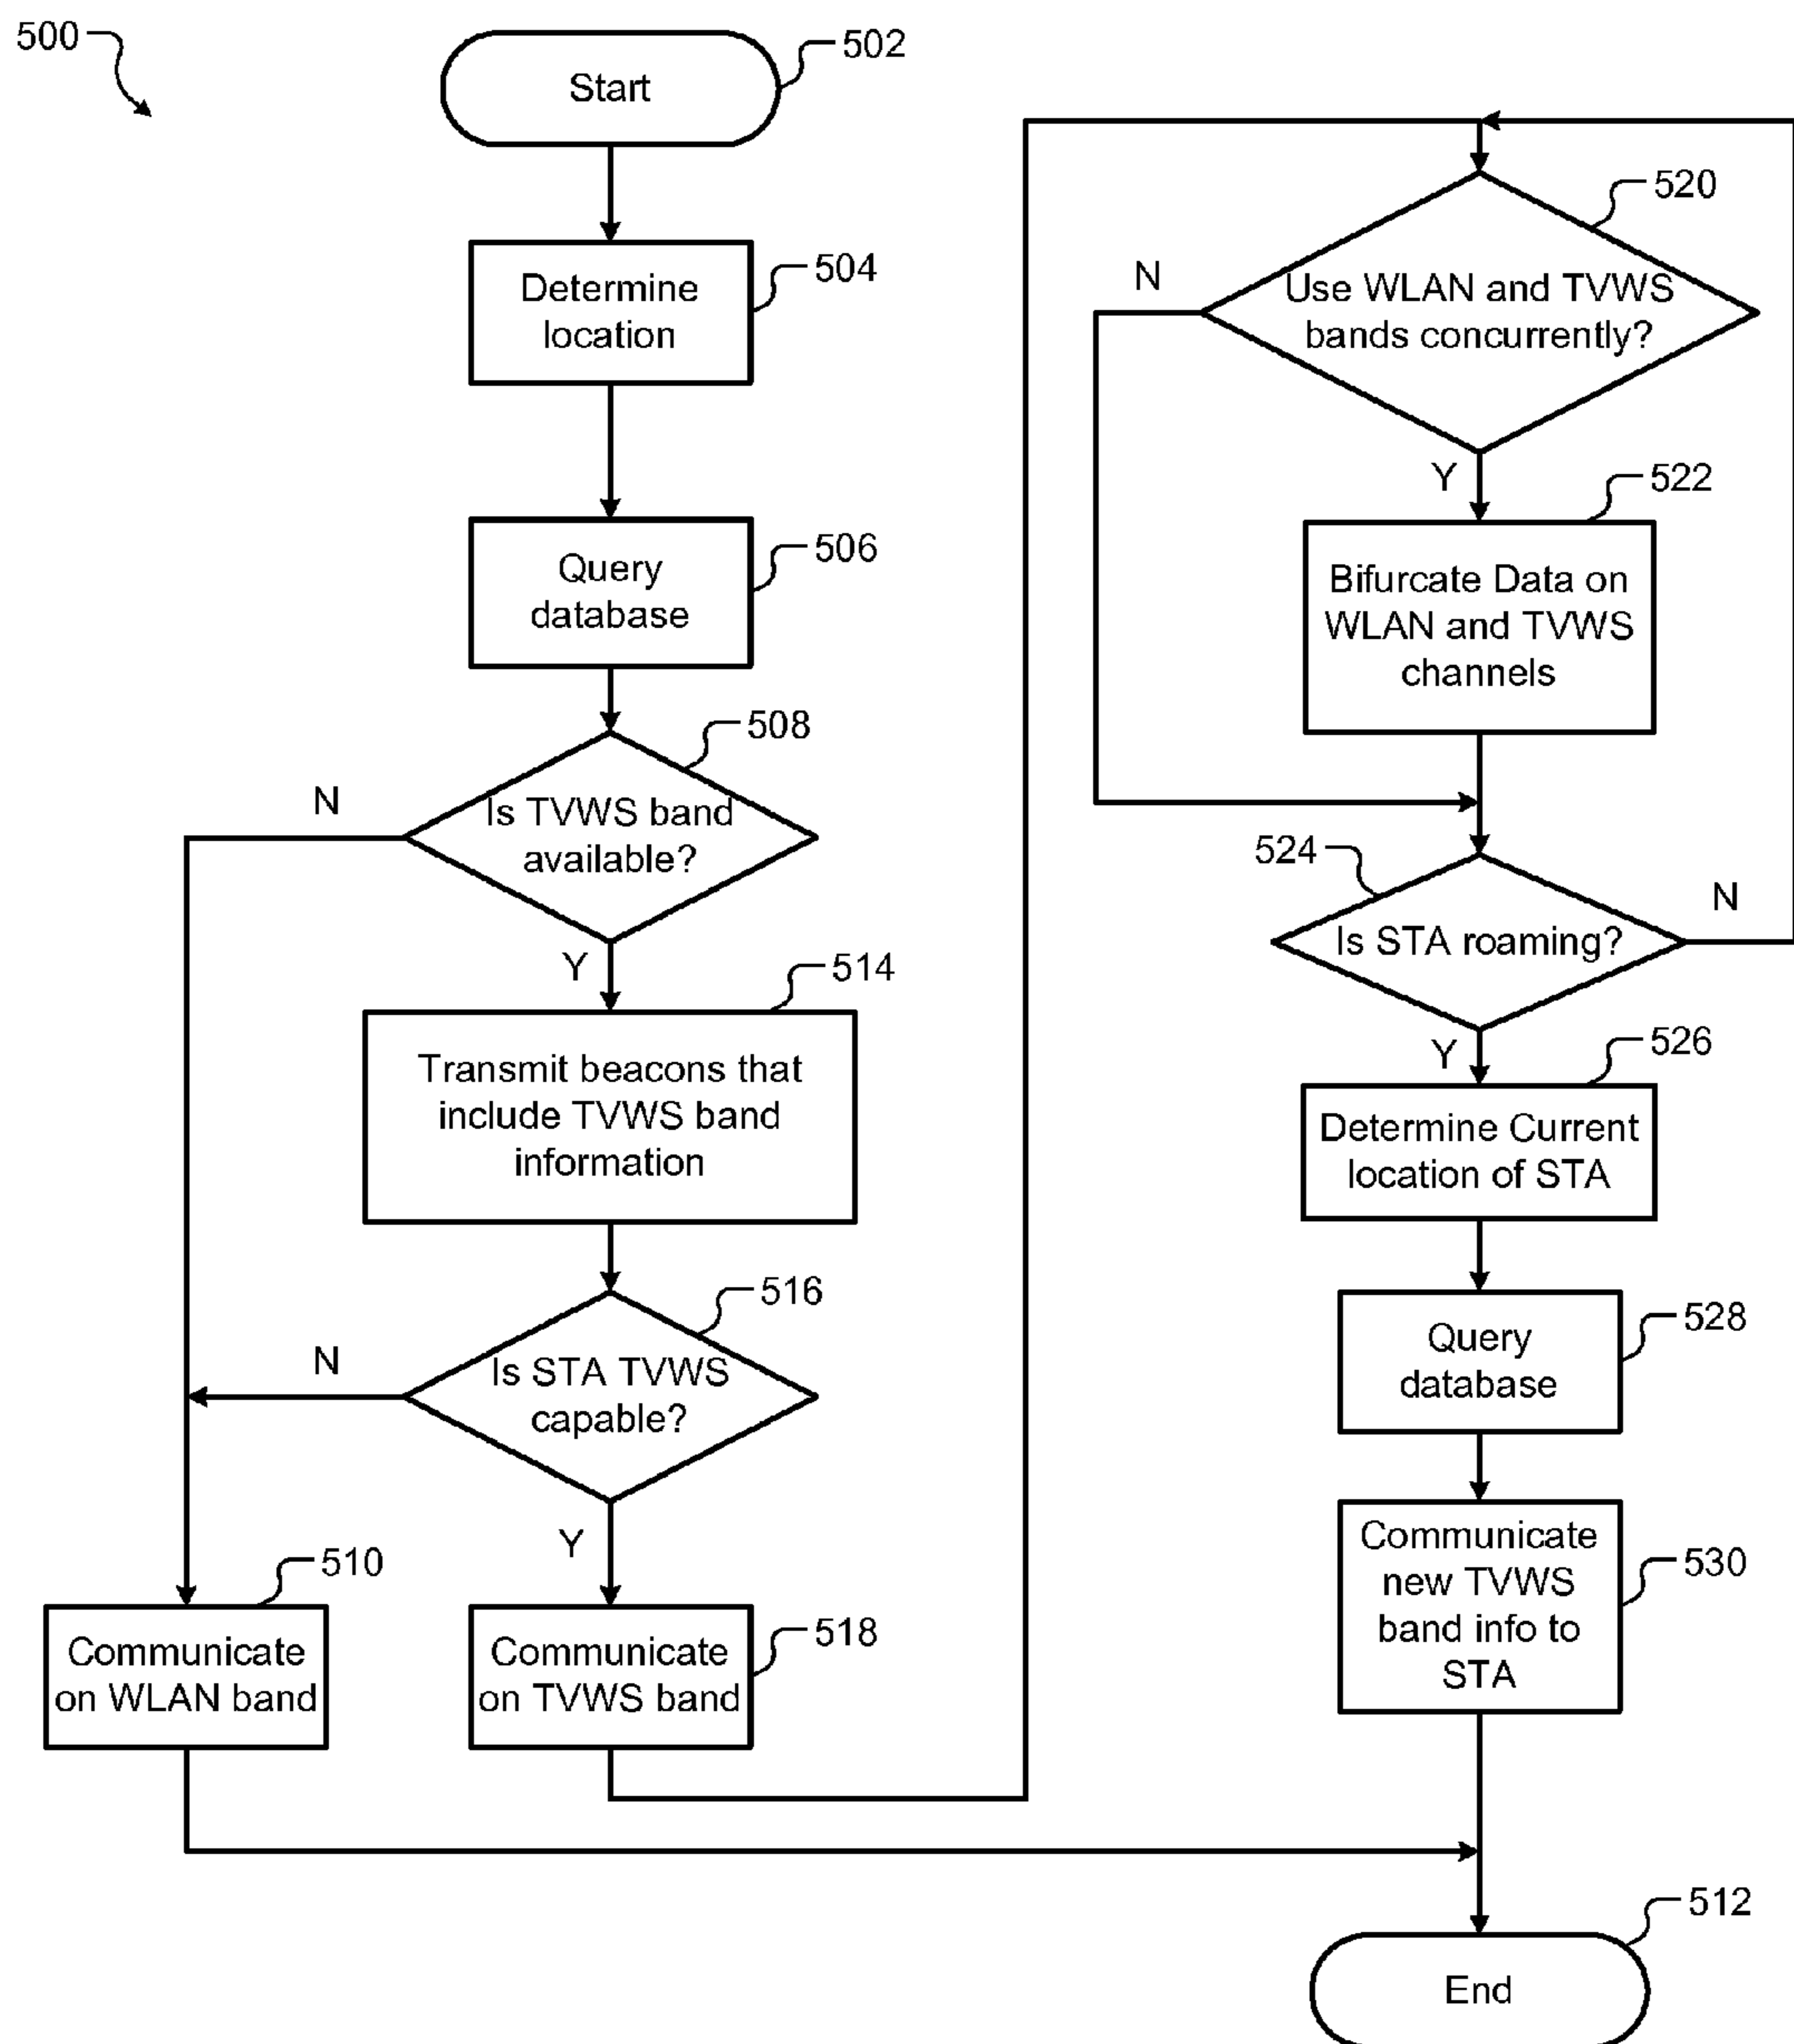 500
Start
502
Determine
location
504
Query
database
506
Is TVWS band
available?
508
N
Y
Transmit beacons that
include TVWS band
information
514
Is STA TVWS
capable?
516
N
Y
Communicate
on WLAN band
510
Communicate
on TVWS band
518
Use WLAN and TVWS
bands concurrently?
520
N
Y
Bifurcate Data on
WLAN and TVWS
channels
522
Is STA roaming?
524
N
Y
Determine Current
location of STA
526
Query
database
528
Communicate
new TVWS
band info to
STA
530
End
512